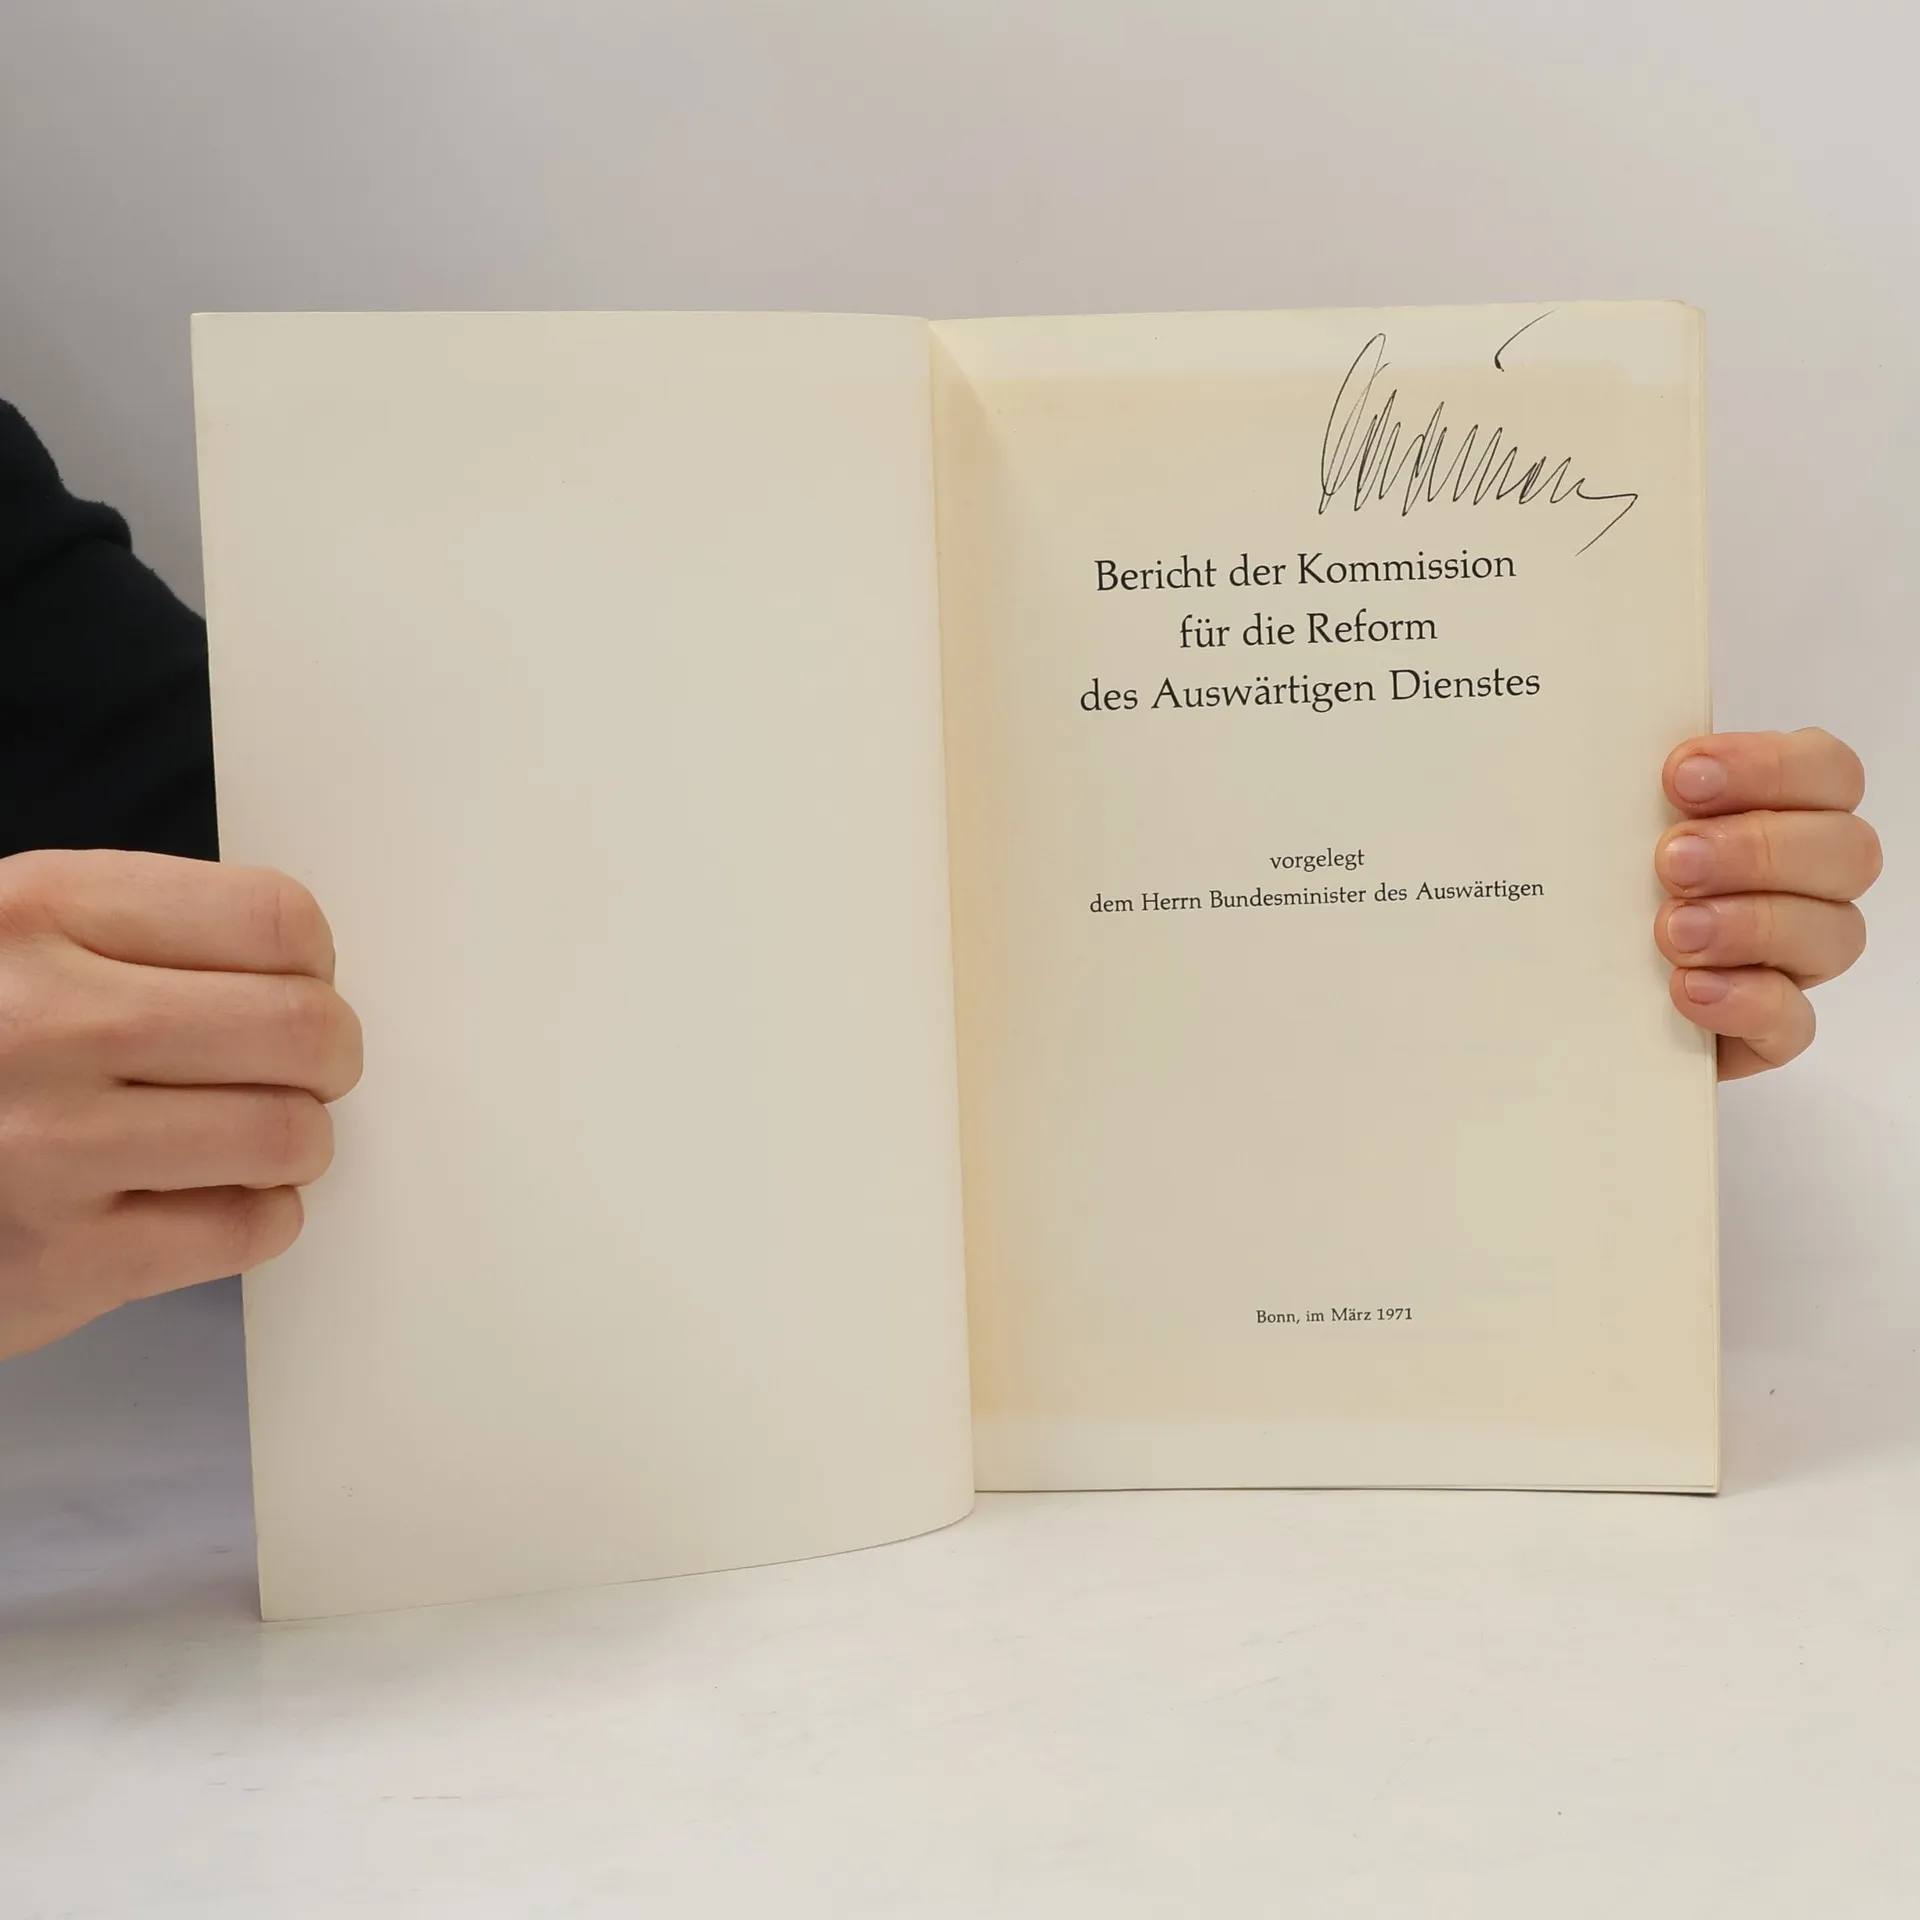 Bericht der Kommission
für die Reform
des Auswärtigen Dienstes
vorgelegt
dem Herrn Bundesminister des Auswärtigen
Bonn, im März 1971